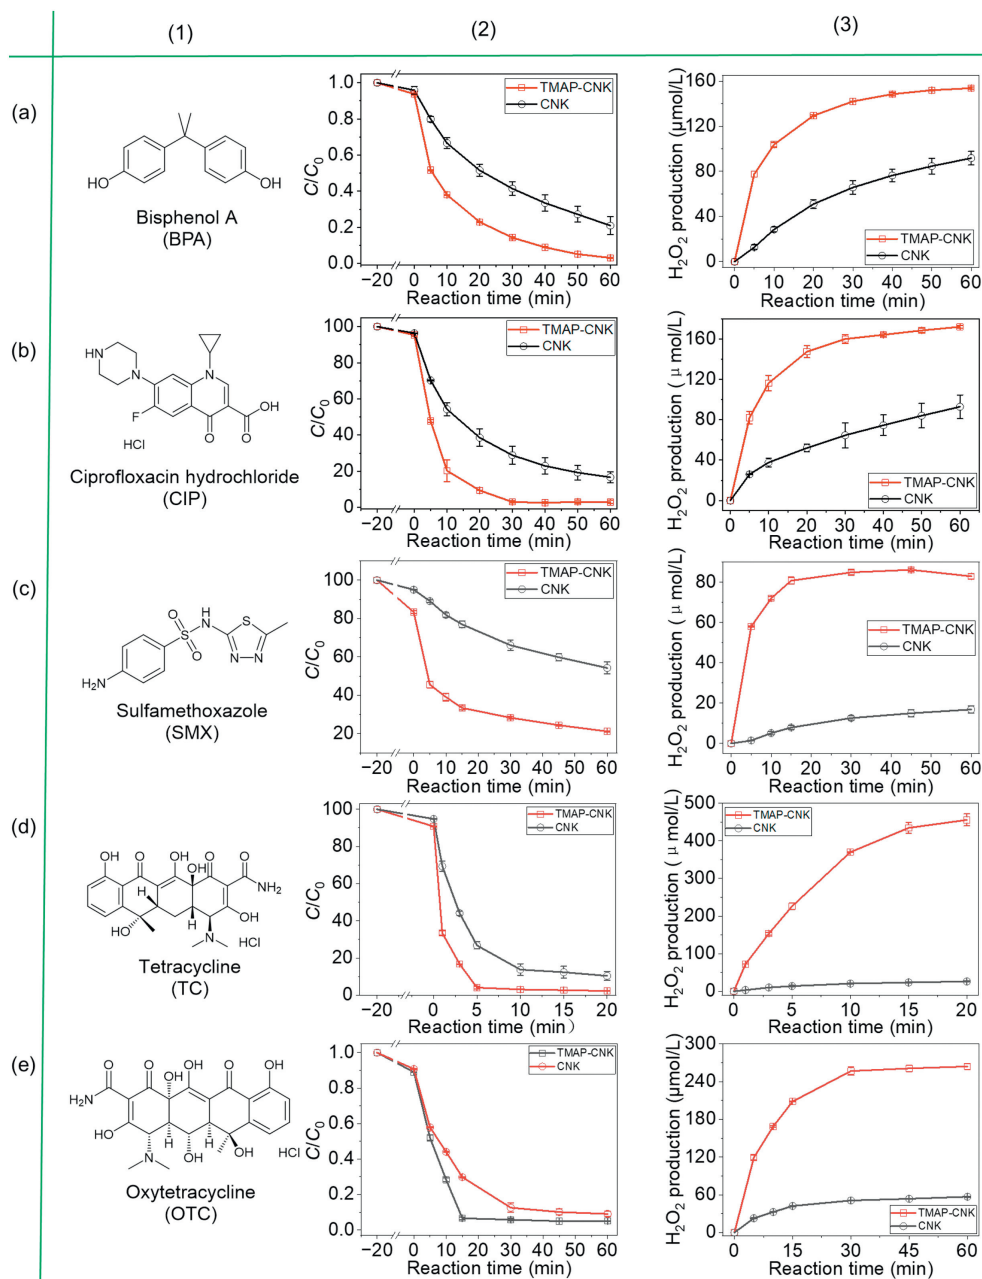 (1)
(2)
(3)
(a)
HO
OH
Bisphenol A
(BPA)
C/C0
1.0
0.8
0.6
0.4
0.2
0.0
TMAP-CNK
CNK
−20 0 10 20 30 40 50 60
Reaction time (min)
H2O2 production (μmol/L)
160
120
80
40
0
TMAP-CNK
CNK
0 10 20 30 40 50 60
Reaction time (min)
(b)
HN
N
N
F
O
OH
O
HCl
Ciprofloxacin hydrochloride
(CIP)
C/C0
100
80
60
40
20
0
TMAP-CNK
CNK
−20 0 10 20 30 40 50 60
Reaction time (min)
H2O2 production ( μ mol/L)
160
120
80
40
0
TMAP-CNK
CNK
0 10 20 30 40 50 60
Reaction time (min)
(c)
O
H
N
S
S
O
N
N
H2N
Sulfamethoxazole
(SMX)
C/C0
100
80
60
40
20
TMAP-CNK
CNK
−20 0 10 20 30 40 50 60
Reaction time (min)
H2O2 production ( μ mol/L)
80
60
40
20
0
TMAP-CNK
CNK
0 10 20 30 40 50 60
Reaction time (min)
(d)
OH O OH OH O O
NH2
H
H
OH
HO
N
HCl
Tetracycline
(TC)
C/C0
100
80
60
40
20
0
TMAP-CNK
CNK
−20 0 5 10 15 20
Reaction time (min)
H2O2 production ( μ mol/L)
500
400
300
200
100
0
TMAP-CNK
CNK
0 5 10 15 20
Reaction time (min)
(e)
O O OH OH O OH
H2N
HO
H H
N
OH
OH
HCl
Oxytetracycline
(OTC)
C/C0
1.0
0.8
0.6
0.4
0.2
0.0
TMAP-CNK
CNK
−20 0 10 20 30 40 50 60
Reaction time (min)
H2O2 production (μmol/L)
300
240
180
120
60
0
TMAP-CNK
CNK
0 15 30 45 60
Reaction time (min)